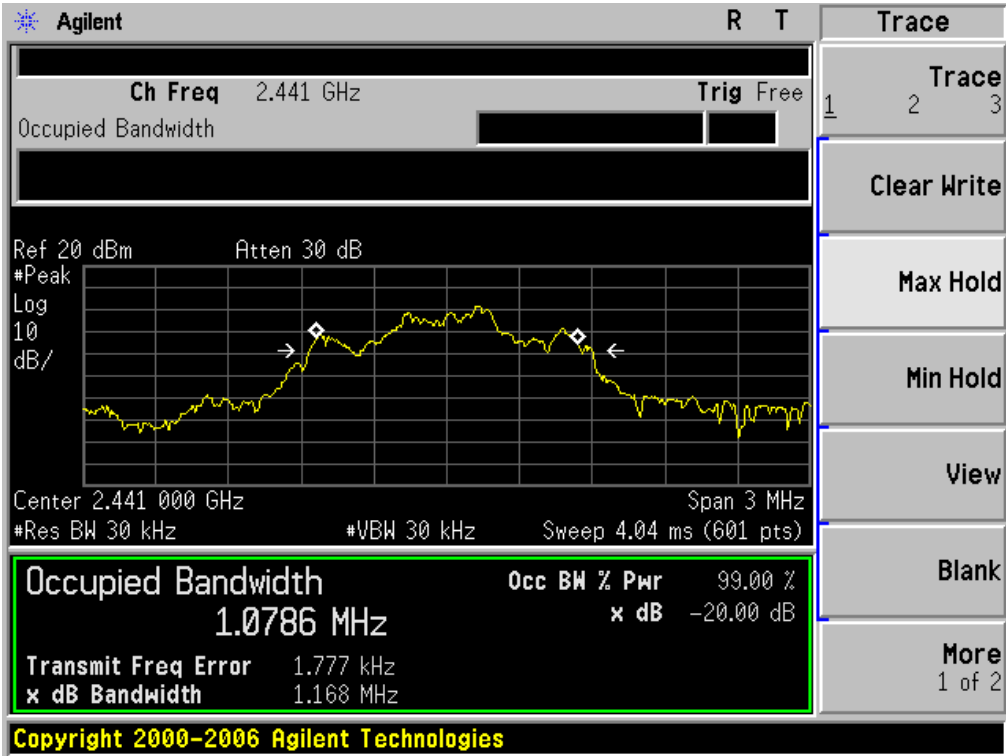 Agilent R T Trace
Ch Freq 2.441 GHz Trig Free
Occupied Bandwidth
Trace
1 2 3
Clear Write
Max Hold
Min Hold
View
Blank
More
1 of 2
Ref 20 dBm Atten 30 dB
#Peak
Log
10
dB/
Center 2.441 000 GHz Span 3 MHz
#Res BW 30 kHz #VBW 30 kHz Sweep 4.04 ms (601 pts)
Occupied Bandwidth Occ BW % Pwr 99.00 %
1.0786 MHz x dB -20.00 dB
Transmit Freq Error 1.777 kHz
x dB Bandwidth 1.168 MHz
Copyright 2000-2006 Agilent Technologies